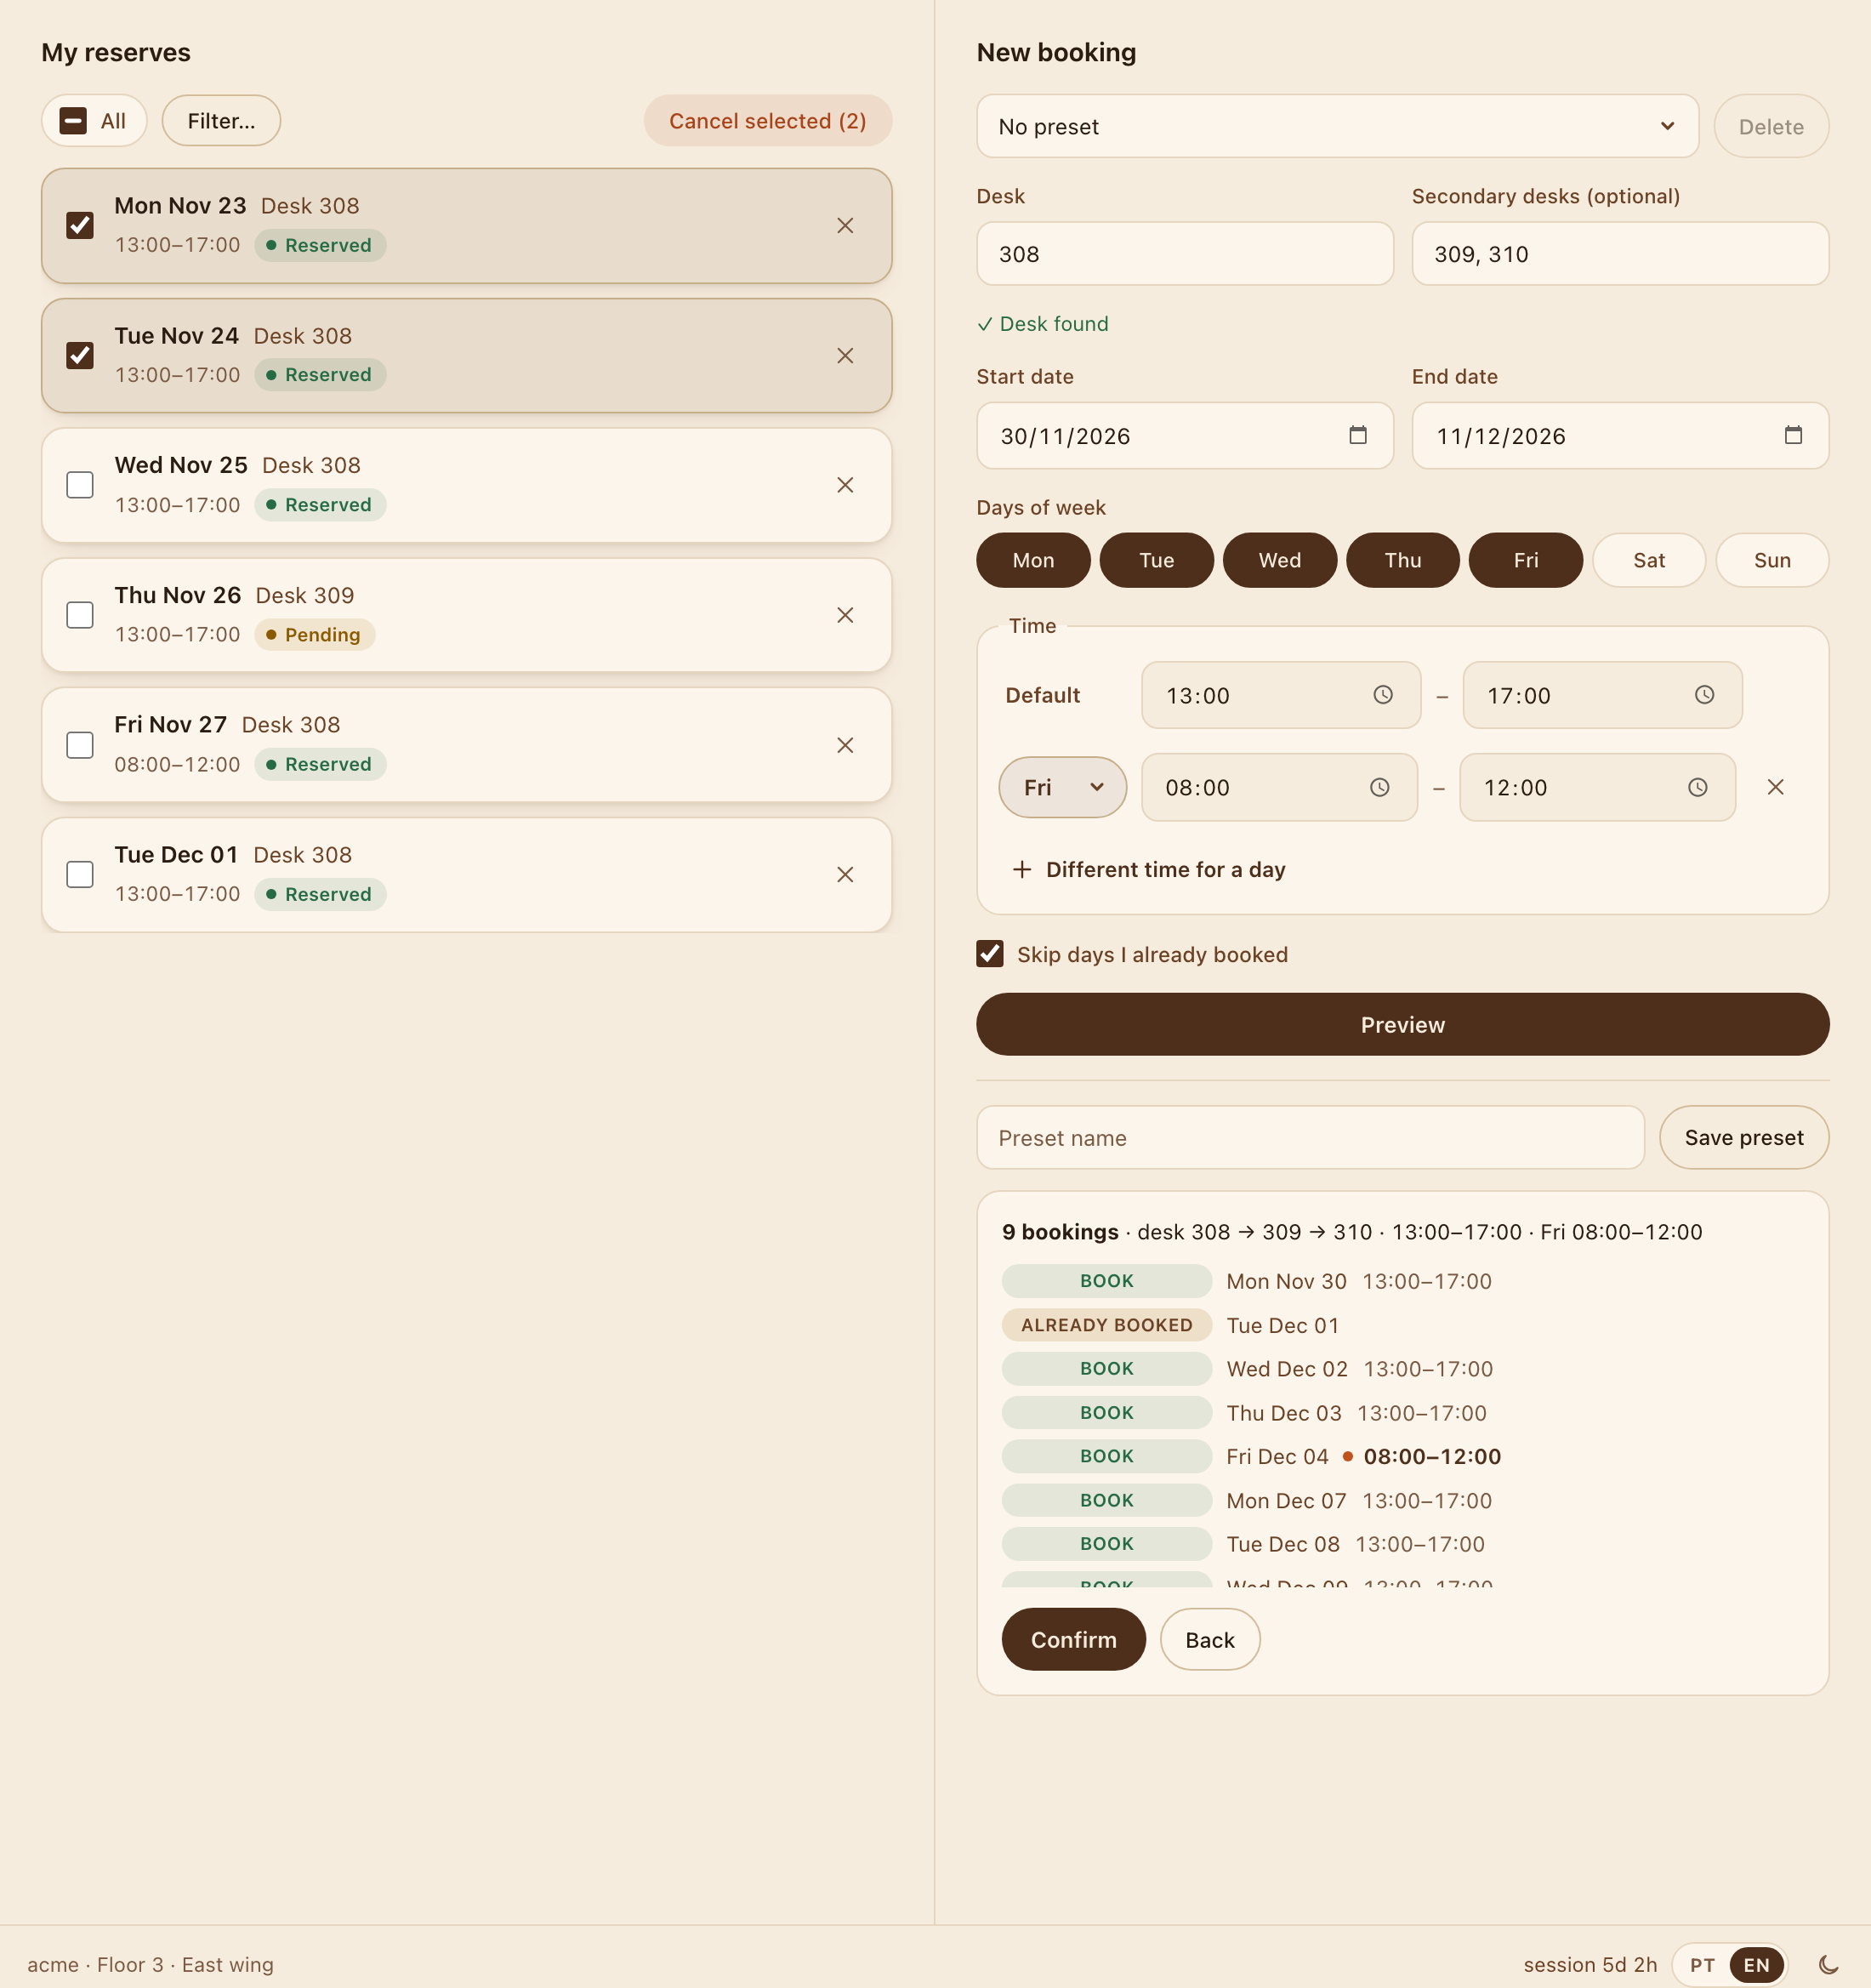 My reserves
All
Filter...
Cancel selected (2)
Mon Nov 23 Desk 308
13:00–17:00 Reserved
Tue Nov 24 Desk 308
13:00–17:00 Reserved
Wed Nov 25 Desk 308
13:00–17:00 Reserved
Thu Nov 26 Desk 309
13:00–17:00 Pending
Fri Nov 27 Desk 308
08:00–12:00 Reserved
Tue Dec 01 Desk 308
13:00–17:00 Reserved
New booking
No preset
Delete
Desk
308
Secondary desks (optional)
309, 310
✓ Desk found
Start date
30/11/2026
End date
11/12/2026
Days of week
Mon Tue Wed Thu Fri Sat Sun
Time
Default 13:00 – 17:00
Fri 08:00 – 12:00
+ Different time for a day
Skip days I already booked
Preview
Preset name
Save preset
9 bookings · desk 308 → 309 → 310 · 13:00–17:00 · Fri 08:00–12:00
BOOK Mon Nov 30 13:00–17:00
ALREADY BOOKED Tue Dec 01
BOOK Wed Dec 02 13:00–17:00
BOOK Thu Dec 03 13:00–17:00
BOOK Fri Dec 04 • 08:00–12:00
BOOK Mon Dec 07 13:00–17:00
BOOK Tue Dec 08 13:00–17:00
BOOK Wed Dec 09 13:00–17:00
Confirm
Back
acme · Floor 3 · East wing
session 5d 2h
PT EN